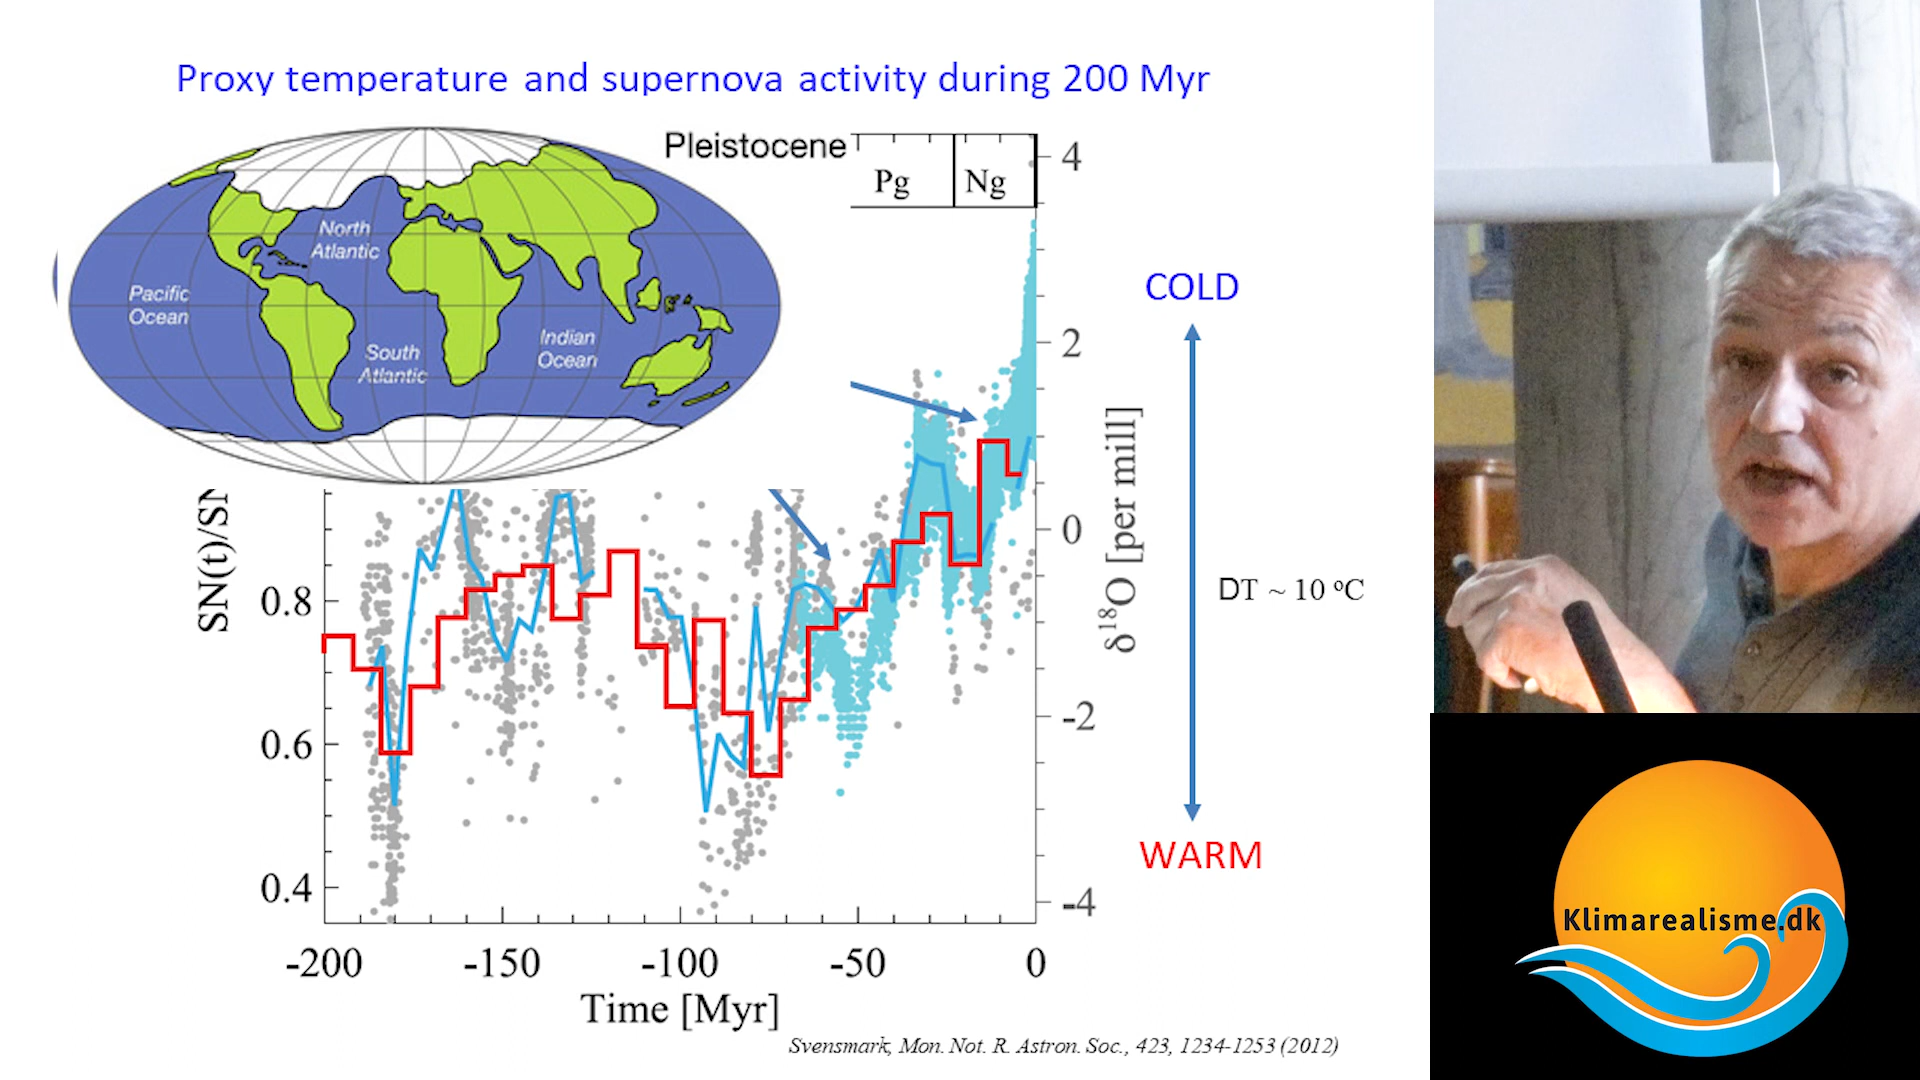 Proxy temperature and supernova activity during 200 Myr
Pleistocene
North
Atlantic
Pacific
Ocean
Indian
Ocean
South
Atlantic
Pg
Ng
4
2
0
-2
-4
δ18O [per mill]
COLD
DT ~ 10 ºC
WARM
0.8
0.6
0.4
-200
-150
-100
-50
0
Time [Myr]
Svensmark, Mon. Not. R. Astron. Soc., 423, 1234-1253 (2012)
Klimarealisme.dk